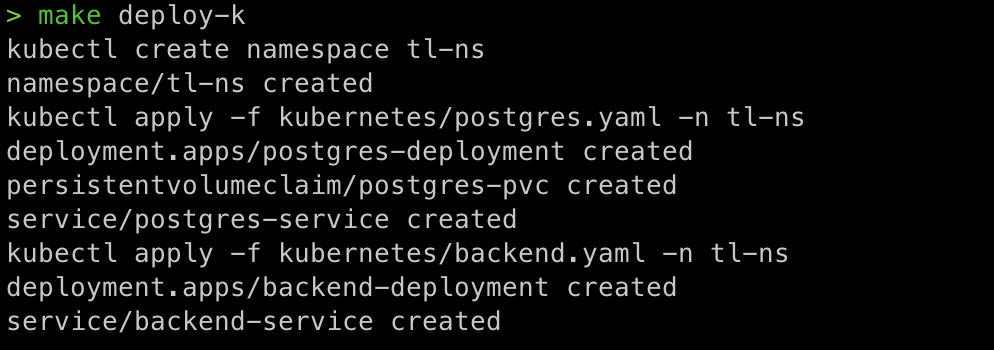 > make deploy-k
kubectl create namespace tl-ns
namespace/tl-ns created
kubectl apply -f kubernetes/postgres.yaml -n tl-ns
deployment.apps/postgres-deployment created
persistentvolumeclaim/postgres-pvc created
service/postgres-service created
kubectl apply -f kubernetes/backend.yaml -n tl-ns
deployment.apps/backend-deployment created
service/backend-service created